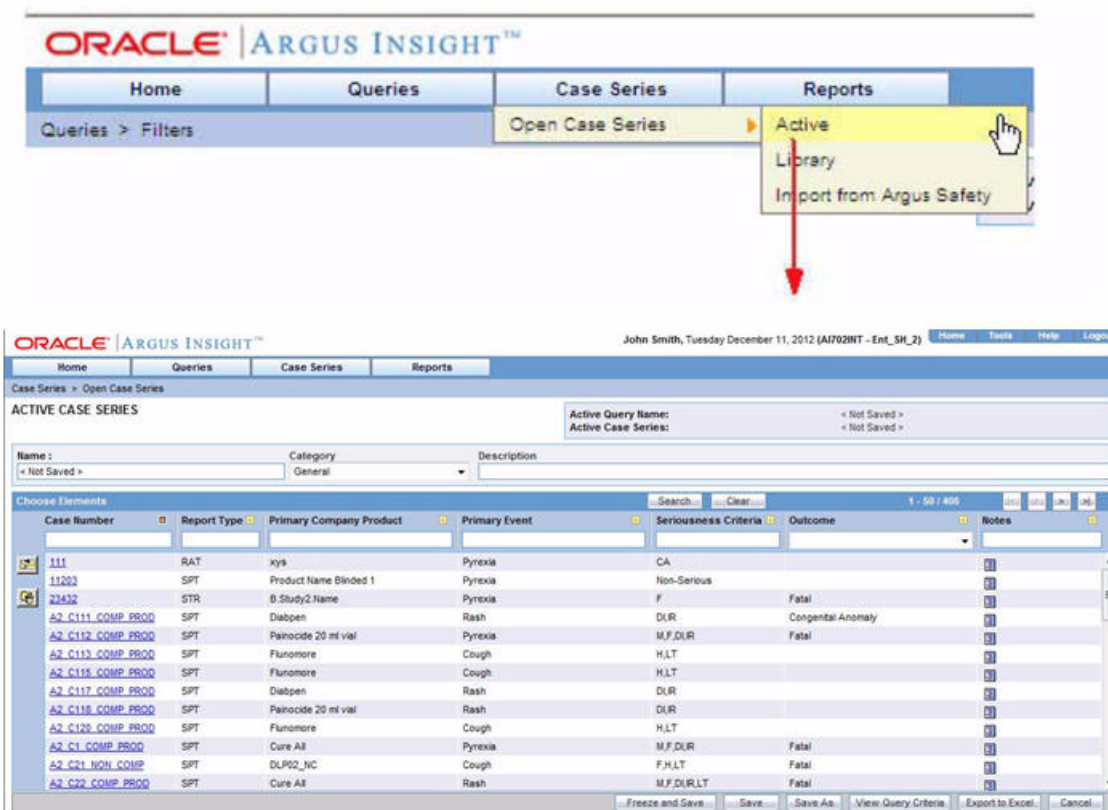 ORACLE® | ARGUS INSIGHT™
Home Queries Case Series Reports
Queries > Filters Open Case Series Active
Library
Import from Argus Safety
ORACLE® | ARGUS INSIGHT™ John Smith, Tuesday December 11, 2012 (AI702INT - Ent_SH_2) Home Tools Help Logou
Home Queries Case Series Reports
Case Series > Open Case Series
ACTIVE CASE SERIES
Active Query Name: < Not Saved >
Active Case Series: < Not Saved >
Name : Category Description
< Not Saved > General
Choose Elements Search Clear 1 - 50 / 400
Case Number Report Type Primary Company Product Primary Event Seriousness Criteria Outcome Notes
111 RAT xys Pyrexia CA
11203 SPT Product Name Blinded 1 Pyrexia Non-Serious
23432 STR B.Study2.Name Pyrexia F Fatal
A2_C111_COMP_PROD SPT Diabpen Rash DI,R Congenital Anomaly
A2_C112_COMP_PROD SPT Painocide 20 ml vial Pyrexia M,F,DI,IR Fatal
A2_C113_COMP_PROD SPT Flunomore Cough H,LT
A2_C115_COMP_PROD SPT Flunomore Cough H,LT
A2_C117_COMP_PROD SPT Diabpen Rash DI,R
A2_C118_COMP_PROD SPT Painocide 20 ml vial Rash DI,R
A2_C120_COMP_PROD SPT Flunomore Cough H,LT
A2_C1_COMP_PROD SPT Cure All Pyrexia M,F,DI,IR Fatal
A2_C21_NON_COMP SPT DLP02_NC Cough F,H,LT Fatal
A2_C22_COMP_PROD SPT Cure All Rash M,F,DI,R,LT Fatal
Freeze and Save Save Save As View Query Criteria Export to Excel Cancel